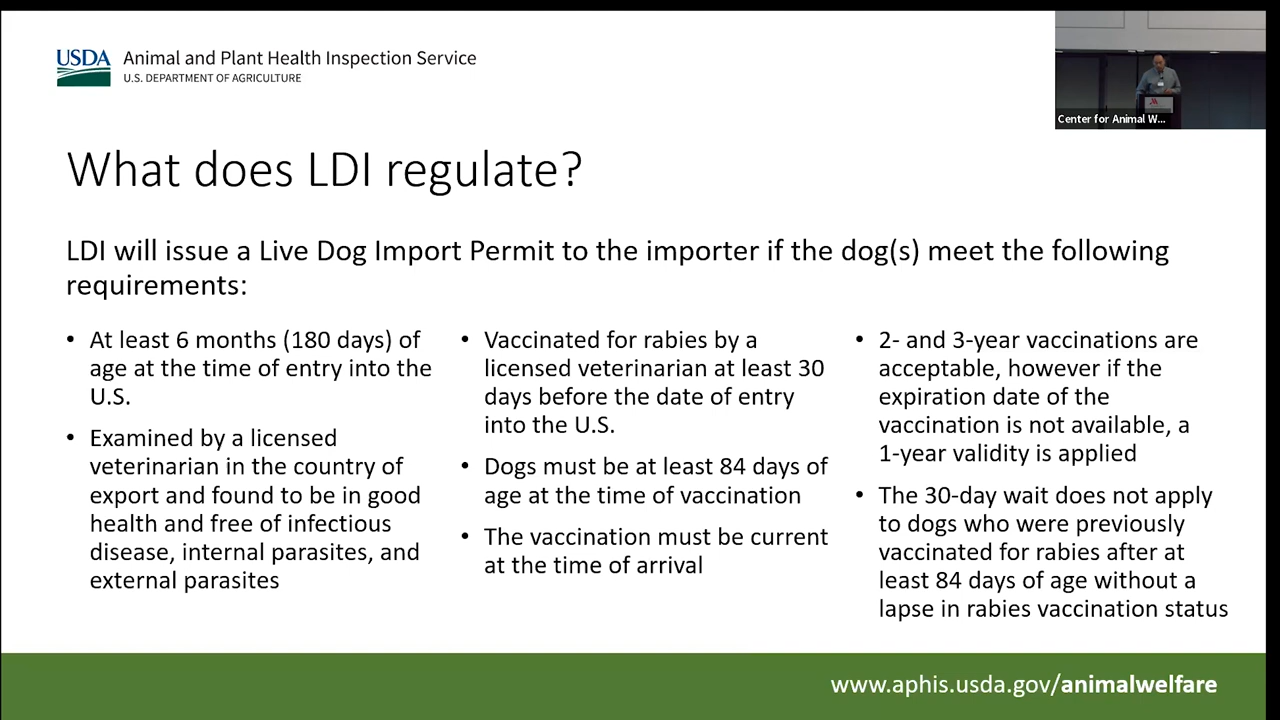 USDA
Animal and Plant Health Inspection Service
U.S. DEPARTMENT OF AGRICULTURE
Center for Animal W...
What does LDI regulate?
LDI will issue a Live Dog Import Permit to the importer if the dog(s) meet the following
requirements:
• At least 6 months (180 days) of
age at the time of entry into the
U.S.
• Examined by a licensed
veterinarian in the country of
export and found to be in good
health and free of infectious
disease, internal parasites, and
external parasites
• Vaccinated for rabies by a
licensed veterinarian at least 30
days before the date of entry
into the U.S.
• Dogs must be at least 84 days of
age at the time of vaccination
• The vaccination must be current
at the time of arrival
• 2- and 3-year vaccinations are
acceptable, however if the
expiration date of the
vaccination is not available, a
1-year validity is applied
• The 30-day wait does not apply
to dogs who were previously
vaccinated for rabies after at
least 84 days of age without a
lapse in rabies vaccination status
www.aphis.usda.gov/animalwelfare